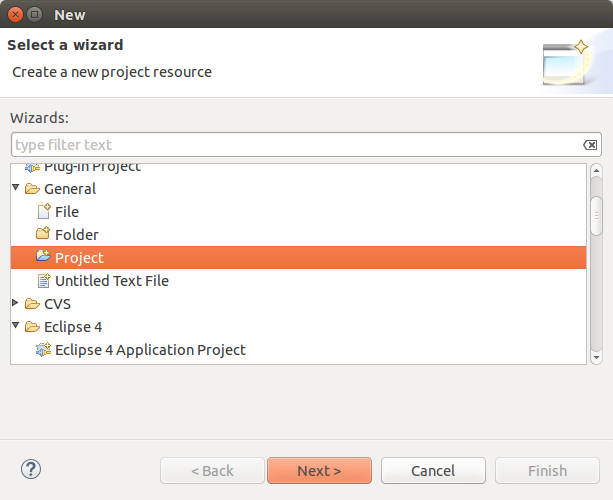 New
Select a wizard
Create a new project resource
Wizards:
type filter text
Plug-in Project
General
File
Folder
Project
Untitled Text File
CVS
Eclipse 4
Eclipse 4 Application Project
? < Back Next > Cancel Finish